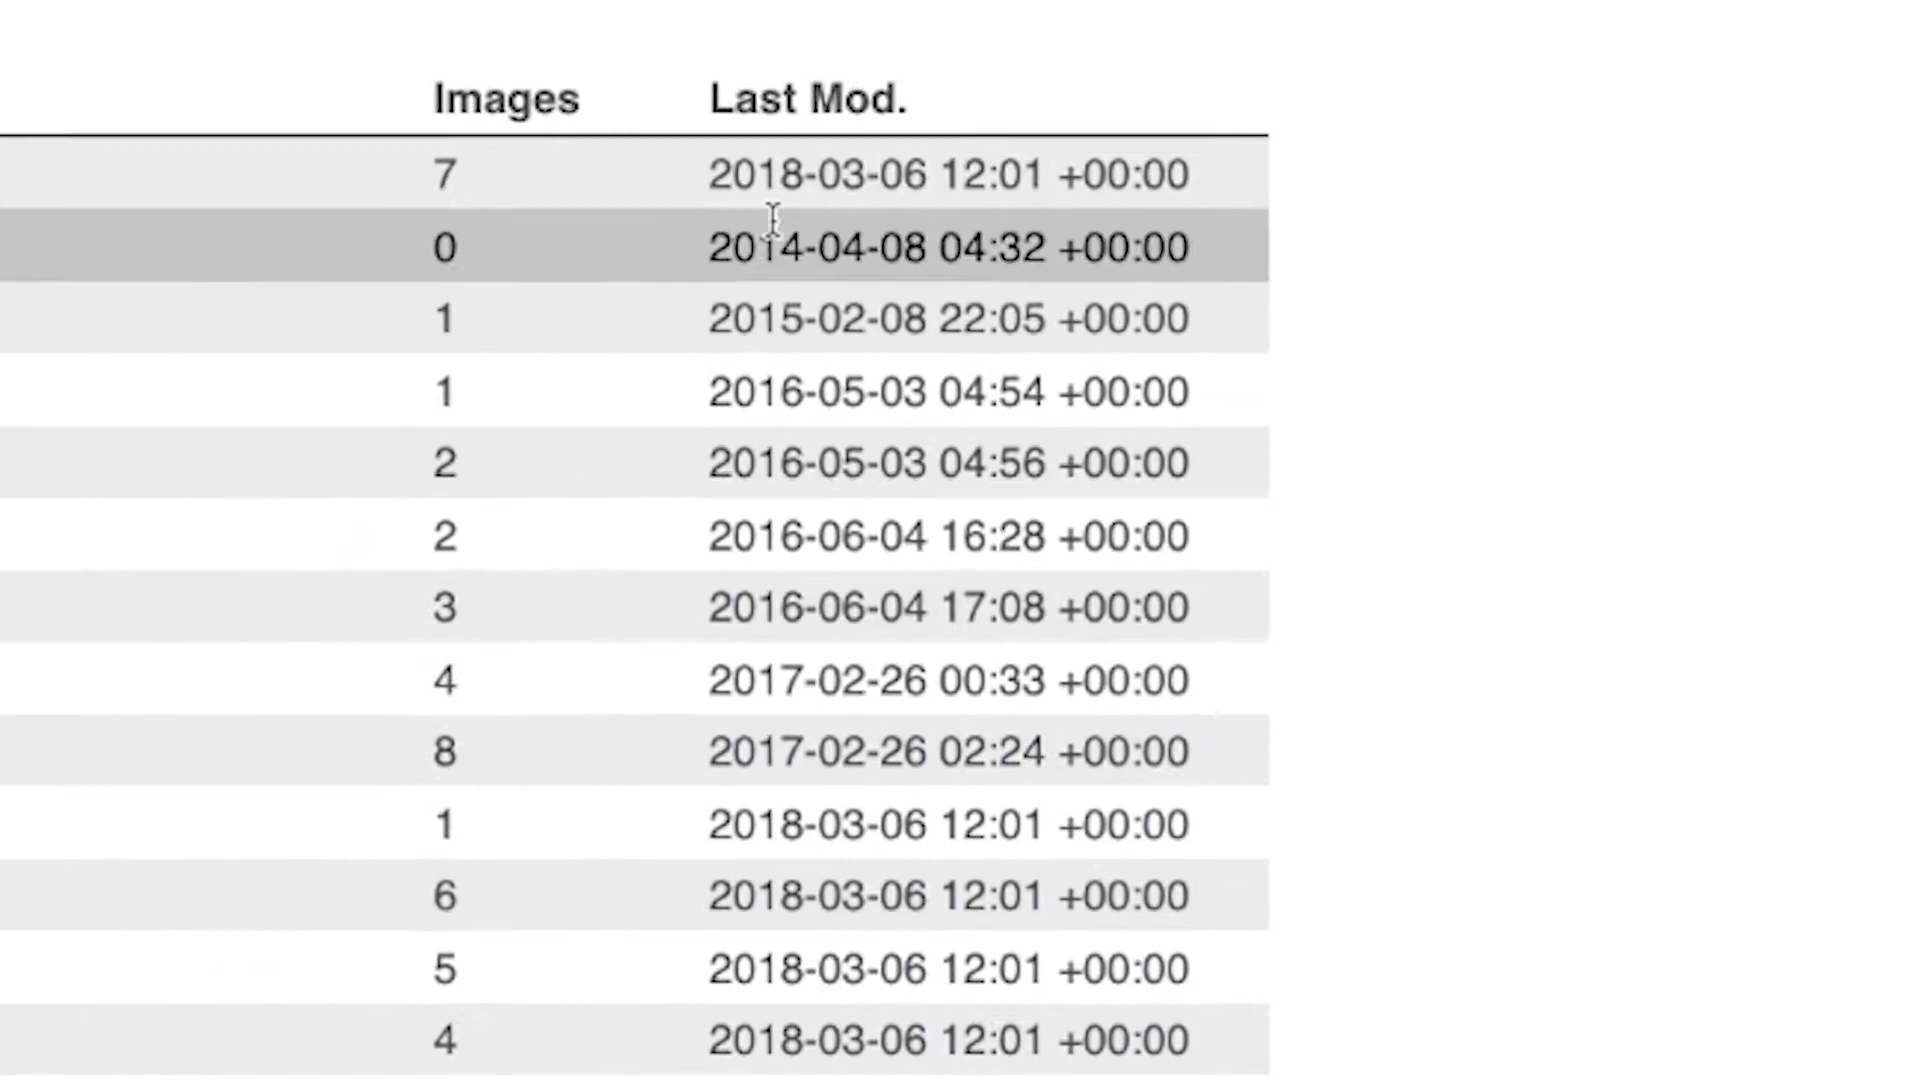 Images Last Mod.
7 2018-03-06 12:01 +00:00
0 2014-04-08 04:32 +00:00
1 2015-02-08 22:05 +00:00
1 2016-05-03 04:54 +00:00
2 2016-05-03 04:56 +00:00
2 2016-06-04 16:28 +00:00
3 2016-06-04 17:08 +00:00
4 2017-02-26 00:33 +00:00
8 2017-02-26 02:24 +00:00
1 2018-03-06 12:01 +00:00
6 2018-03-06 12:01 +00:00
5 2018-03-06 12:01 +00:00
4 2018-03-06 12:01 +00:00